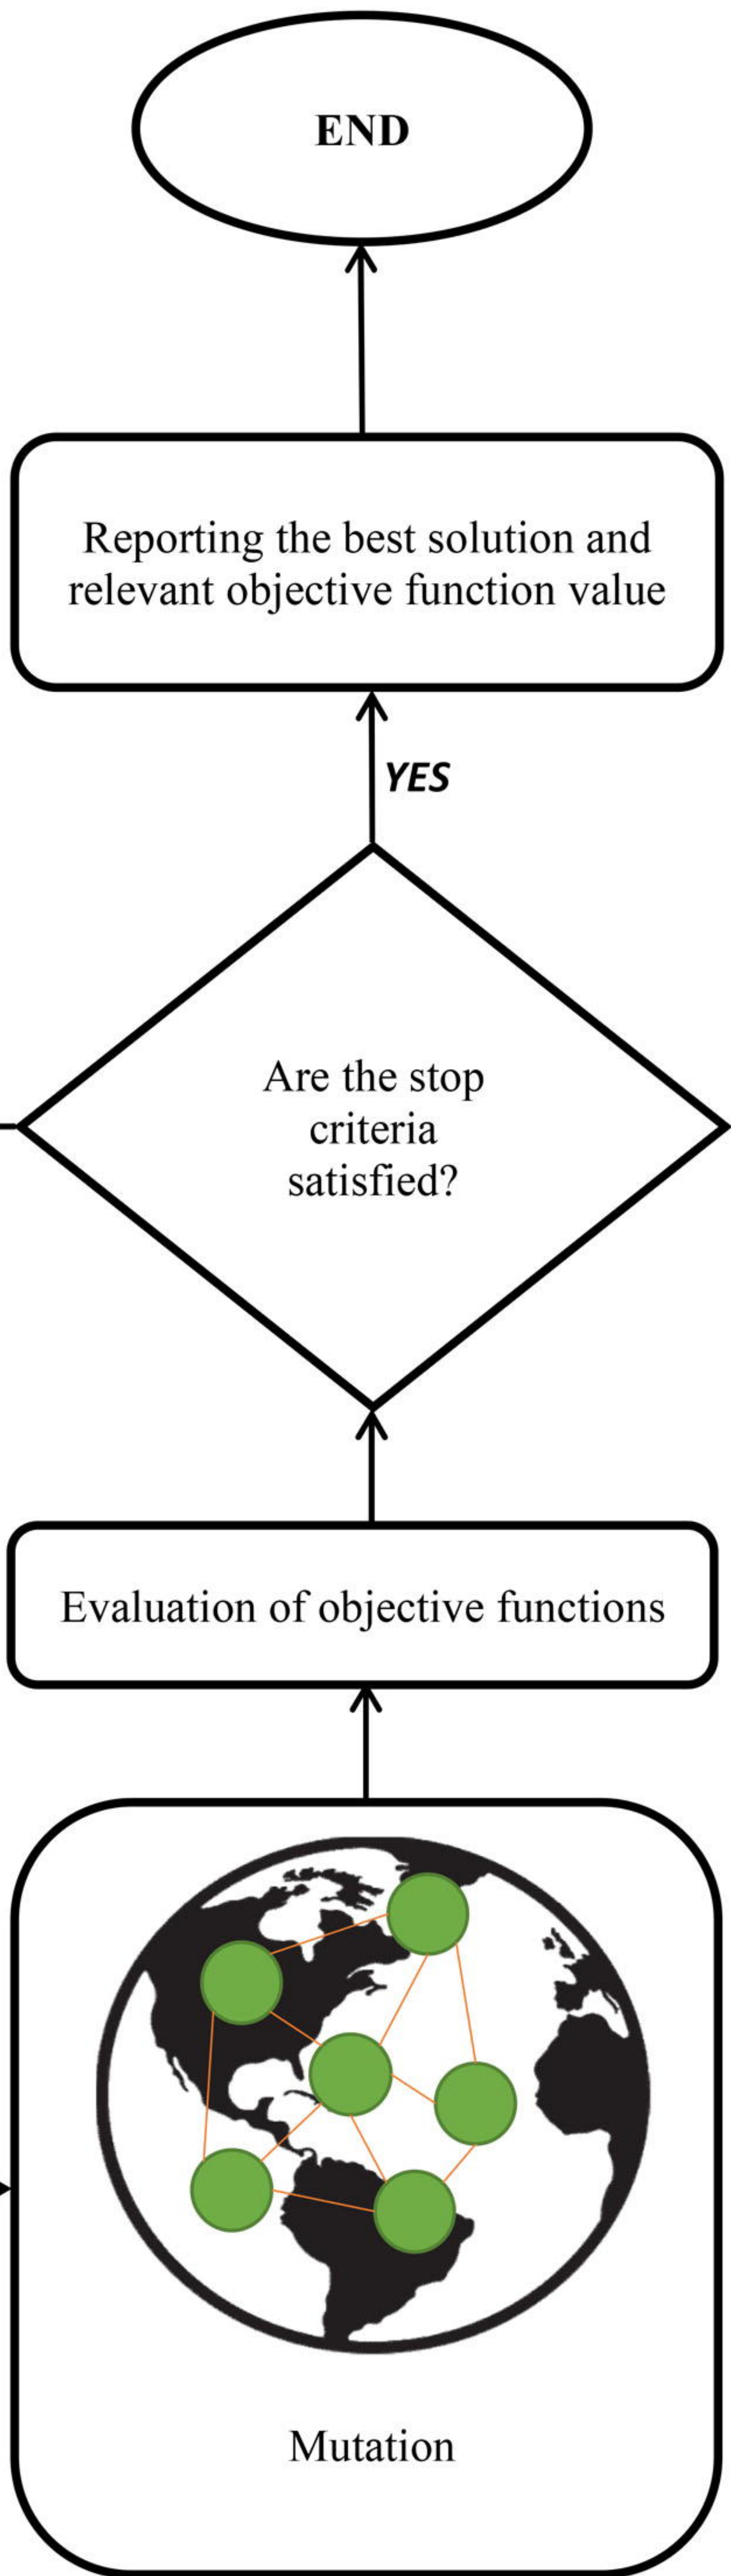 END
Reporting the best solution and
relevant objective function value
YES
Are the stop
criteria
satisfied?
Evaluation of objective functions
Mutation